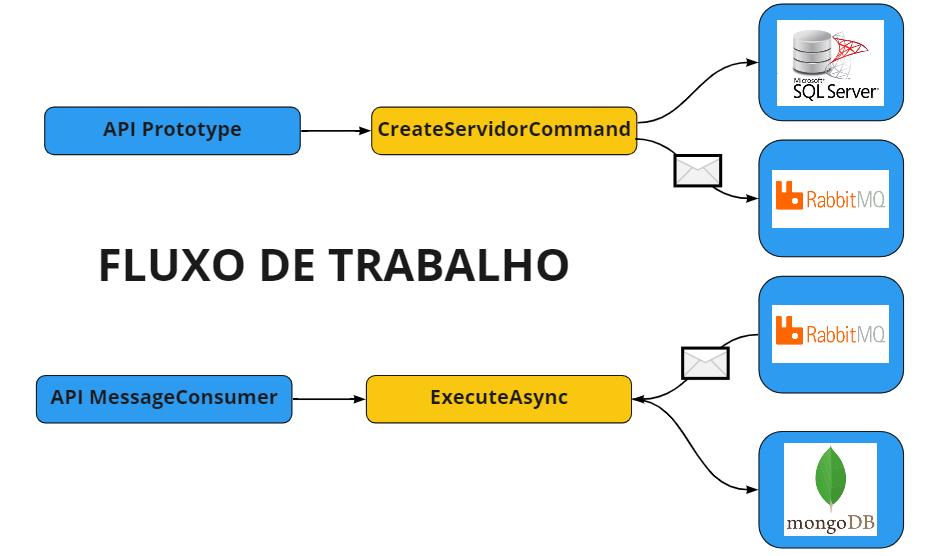 API Prototype
CreateServidorCommand
Microsoft®
SQL Server®
RabbitMQ
FLUXO DE TRABALHO
RabbitMQ
API MessageConsumer
ExecuteAsync
mongoDB